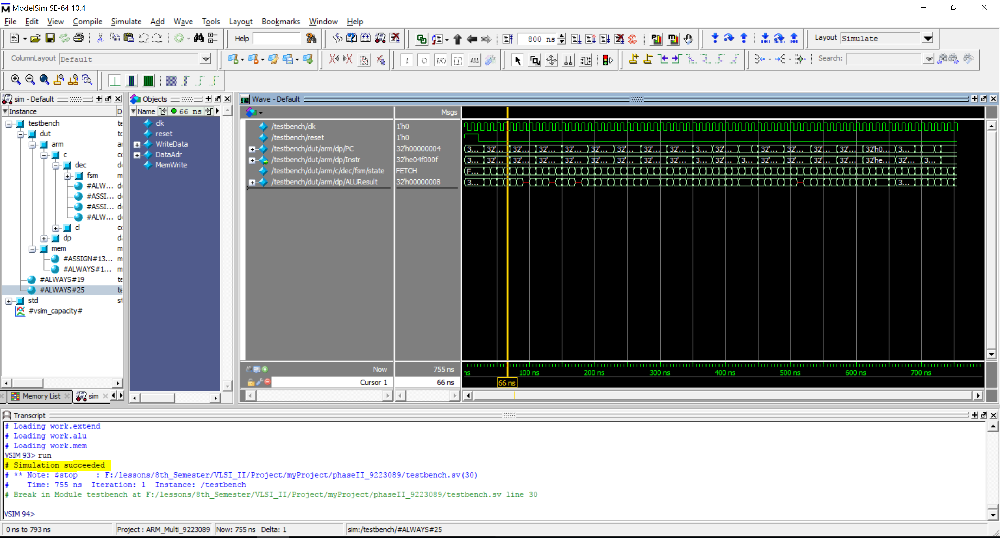 ModelSim SE-64 10.4
File Edit View Compile Simulate Add Wave Tools Layout Bookmarks Window Help
Help 800 ns Layout Simulate
ColumnLayout Default ALL Search:
sim - Default
Instance D
testbench te
dut to
arm ar
c co
dec de
fsm m
#ALW... de
#ASSI... de
#ASSI... de
#ALW... de
cl co
dp da
mem m
#ASSIGN#13... m
#ALWAYS#1... m
#ALWAYS#19 te
#ALWAYS#25 te
std st
#vsim_capacity#
Memory List sim
Objects
Name 66 ns
clk
reset
WriteData
DataAdr
MemWrite
Wave - Default
Msgs
/testbench/clk 1'h0
/testbench/reset 1'h0
/testbench/dut/arm/dp/PC 32'h00000004 3... 32'... 32'... 32'... 32'... 32'... 32'... 32'... 32'... 3... 32'... 32'... 32'... 32'... 32'... 32'h0... 3...
/testbench/dut/arm/dp/Instr 32'he04f000f 3... 32'... 32'... 32'... 32'... 32'... 32'... 32'... 32'... 3... 32'... 3... 32'... 32'... 32'... 32'... 32'he... 32'... 3...
/testbench/dut/arm/c/dec/fsm/state FETCH F...
/testbench/dut/arm/dp/ALUResult 32'h00000008 3... 3...
Now 755 ns ns 100 ns 200 ns 300 ns 400 ns 500 ns 600 ns 700 ns
Cursor 1 66 ns 66 ns
Transcript
# Loading work.extend
# Loading work.alu
# Loading work.mem
VSIM 93> run
# Simulation succeeded
# ** Note: $stop : F:/lessons/8th_Semester/VLSI_II/Project/myProject/phaseII_9223089/testbench.sv(30)
# Time: 755 ns Iteration: 1 Instance: /testbench
# Break in Module testbench at F:/lessons/8th_Semester/VLSI_II/Project/myProject/phaseII_9223089/testbench.sv line 30
VSIM 94>
0 ns to 793 ns Project : ARM_Multi_9223089 Now: 755 ns Delta: 1 sim:/testbench/#ALWAYS#25